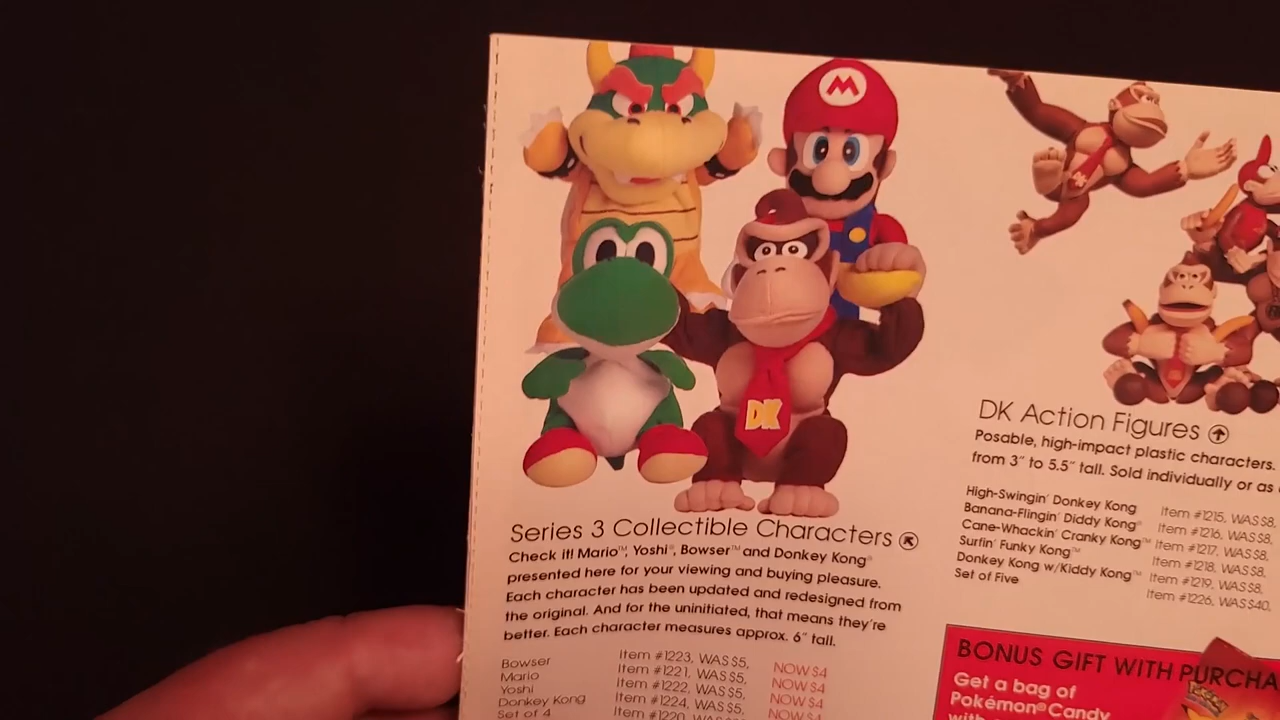 M
DK
Series 3 Collectible Characters
Check it! Mario™, Yoshi®, Bowser™ and Donkey Kong®
presented here for your viewing and buying pleasure.
Each character has been updated and redesigned from
the original. And for the uninitiated, that means they're
better. Each character measures approx. 6" tall.
Bowser Item #1223, WAS $5, NOW $4
Mario Item #1221, WAS $5, NOW $4
Yoshi Item #1222, WAS $5, NOW $4
Donkey Kong Item #1224, WAS $5, NOW $4
Set of 4 Item #1220, WAS
DK Action Figures
Posable, high-impact plastic characters.
from 3" to 5.5" tall. Sold individually or as
High-Swingin' Donkey Kong Item #1215, WAS $8,
Banana-Flingin' Diddy Kong® Item #1216, WAS $8,
Cane-Whackin' Cranky Kong™ Item #1217, WAS $8,
Surfin' Funky Kong™ Item #1218, WAS $8,
Donkey Kong w/Kiddy Kong™ Item #1219, WAS $8,
Set of Five Item #1226, WAS $40,
BONUS GIFT WITH PURCHA
Get a bag of
Pokémon® Candy
with